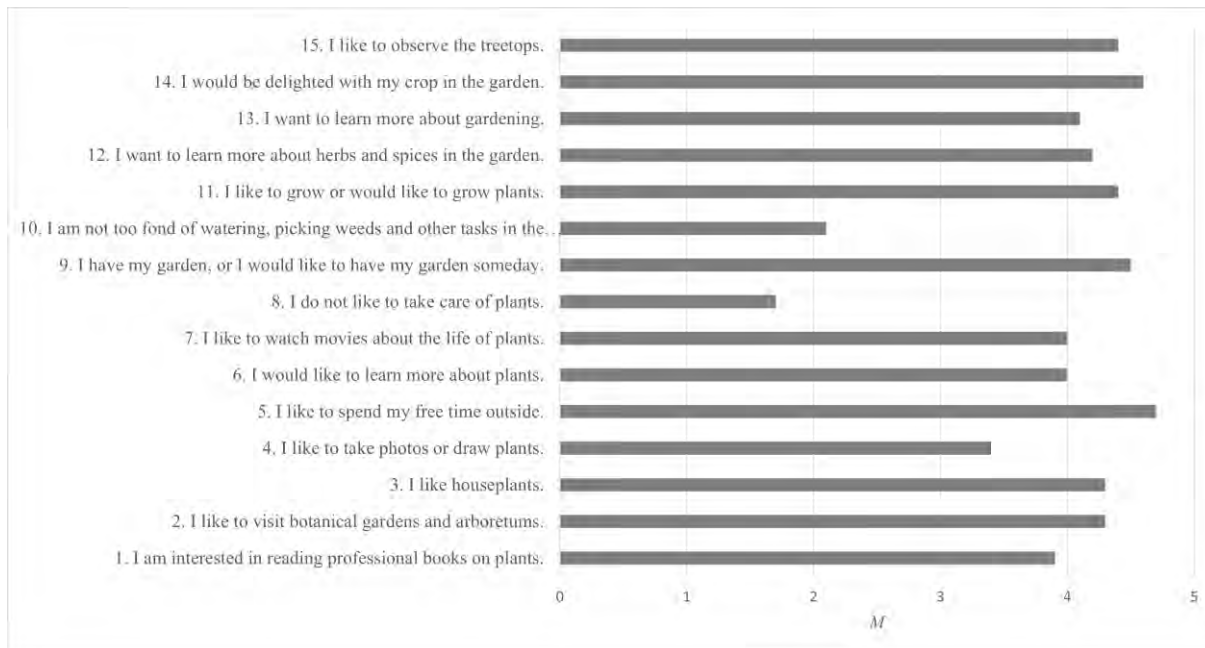 15. I like to observe the treetops.
14. I would be delighted with my crop in the garden.
13. I want to learn more about gardening.
12. I want to learn more about herbs and spices in the garden.
11. I like to grow or would like to grow plants.
10. I am not too fond of watering, picking weeds and other tasks in the…
9. I have my garden, or I would like to have my garden someday.
8. I do not like to take care of plants.
7. I like to watch movies about the life of plants.
6. I would like to learn more about plants.
5. I like to spend my free time outside.
4. I like to take photos or draw plants.
3. I like houseplants.
2. I like to visit botanical gardens and arboretums.
1. I am interested in reading professional books on plants.
0 1 2 3 4 5
M